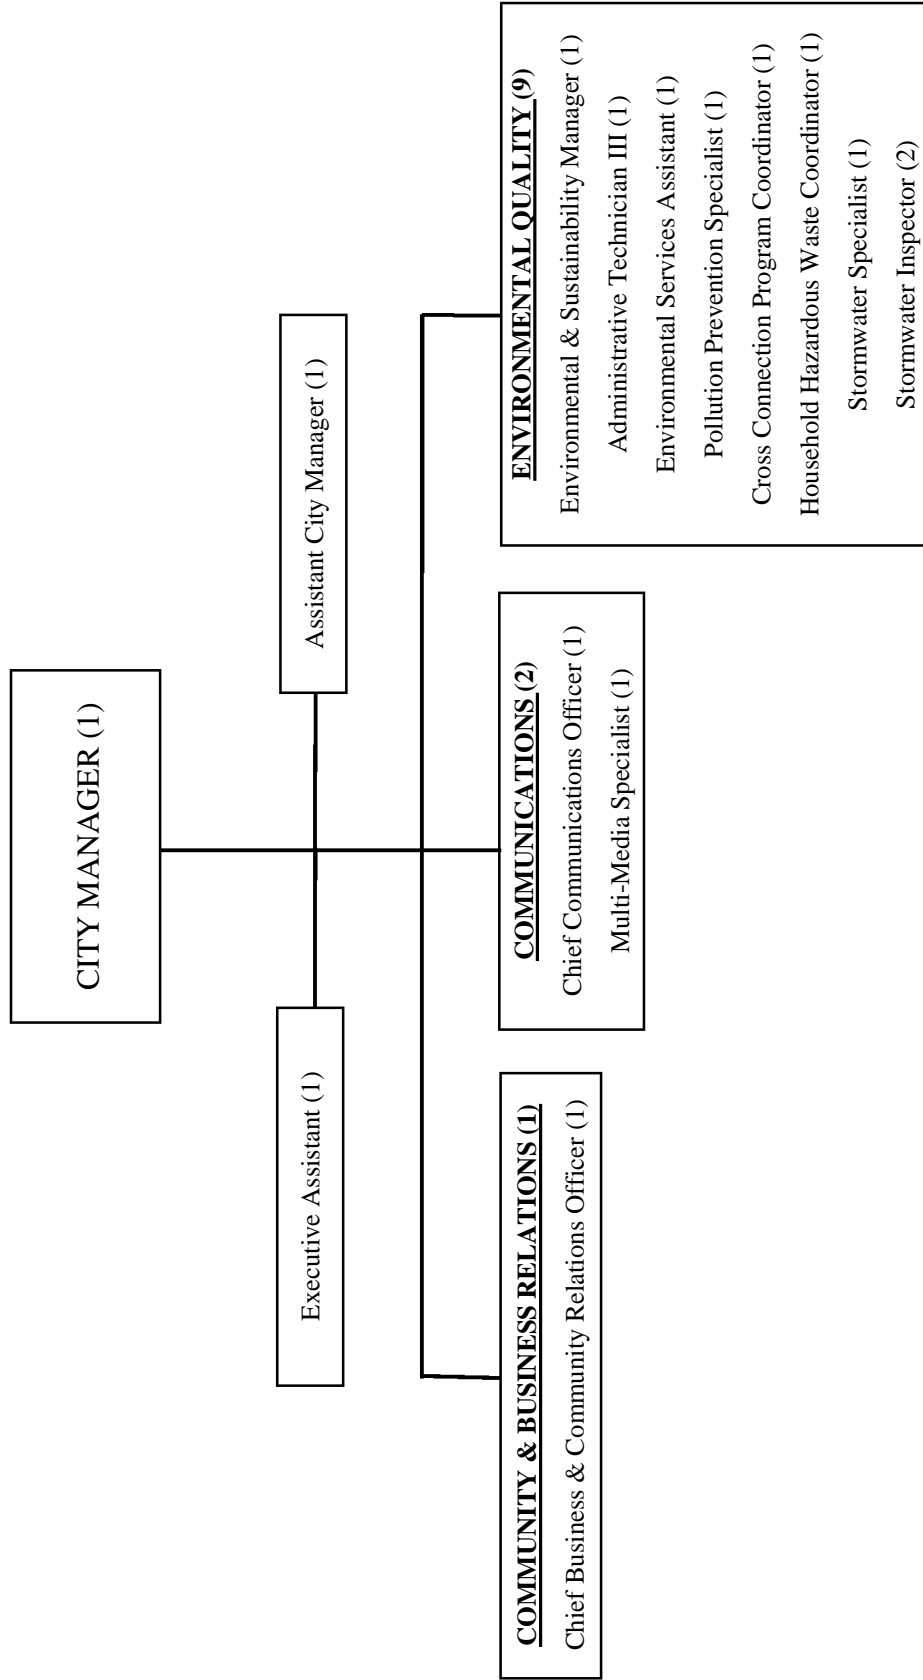 CITY MANAGER (1)
Executive Assistant (1)
Assistant City Manager (1)
COMMUNITY & BUSINESS RELATIONS (1)
Chief Business & Community Relations Officer (1)
COMMUNICATIONS (2)
Chief Communications Officer (1)
Multi-Media Specialist (1)
ENVIRONMENTAL QUALITY (9)
Environmental & Sustainability Manager (1)
Administrative Technician III (1)
Environmental Services Assistant (1)
Pollution Prevention Specialist (1)
Cross Connection Program Coordinator (1)
Household Hazardous Waste Coordinator (1)
Stormwater Specialist (1)
Stormwater Inspector (2)